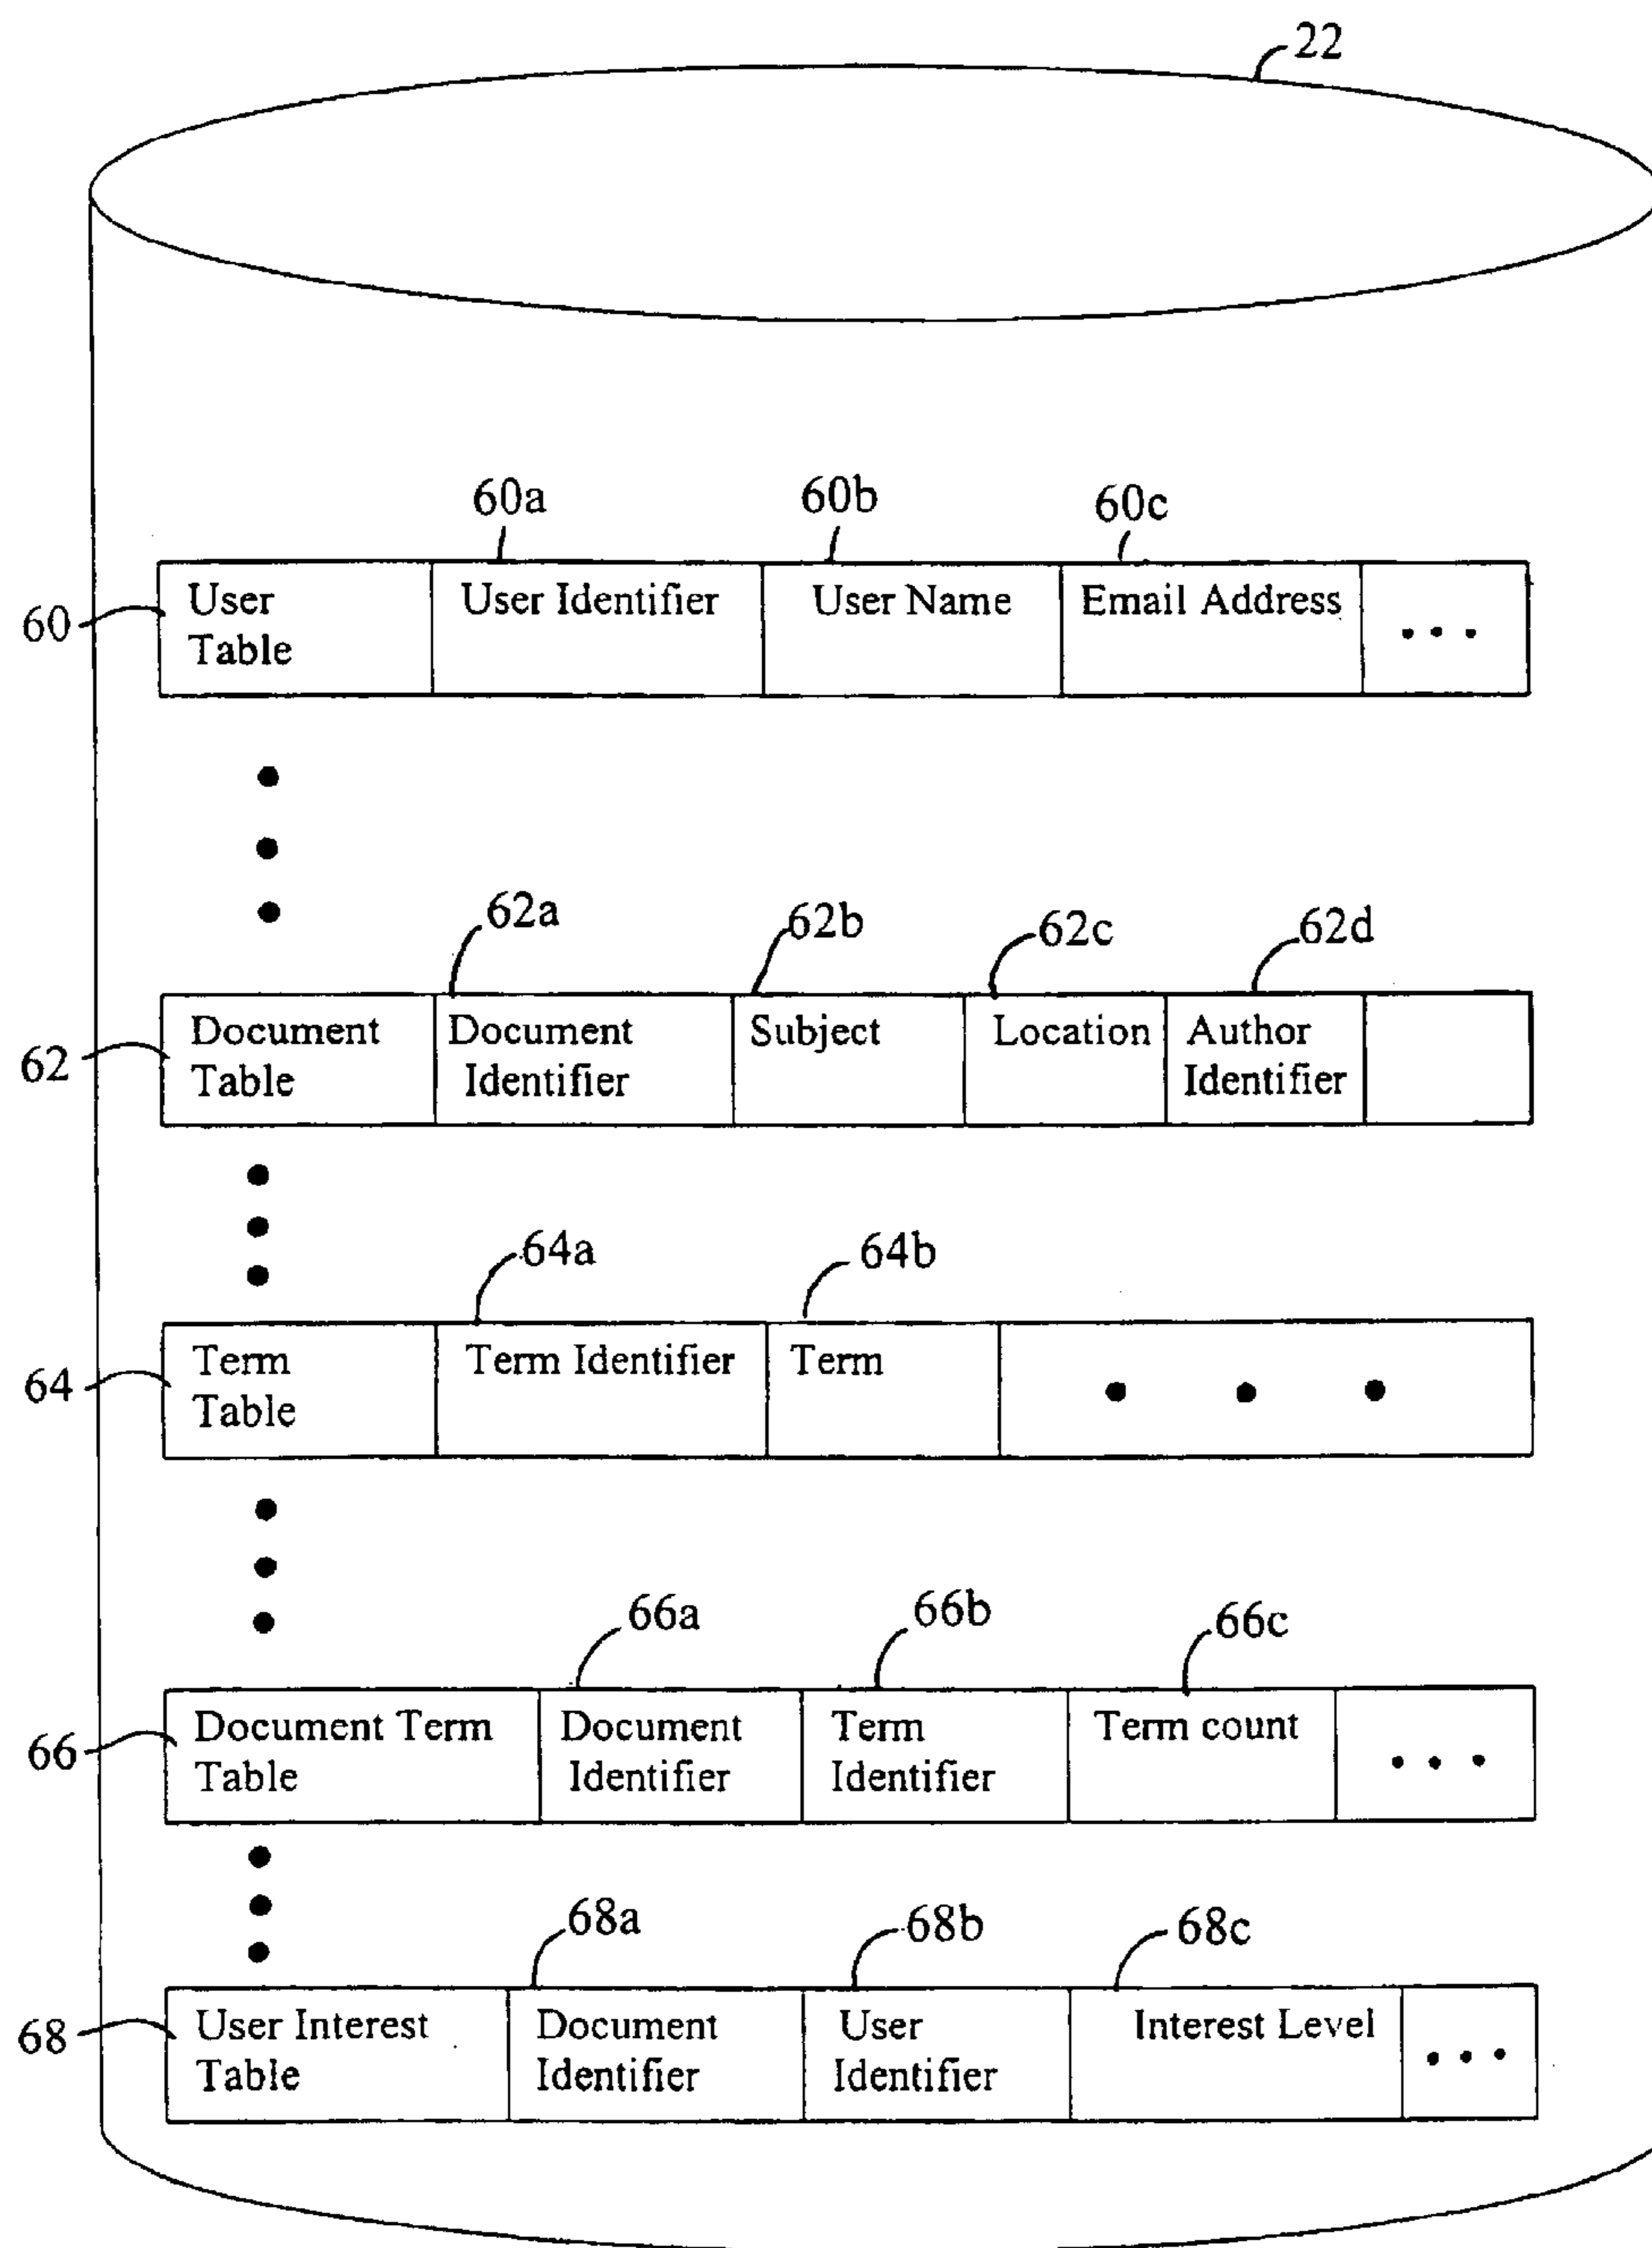 22
60a 60b 60c
60
User Table
User Identifier
User Name
Email Address
...
62a 62b 62c 62d
62
Document Table
Document Identifier
Subject
Location
Author Identifier
64a 64b
64
Term Table
Term Identifier
Term
66a 66b 66c
66
Document Term Table
Document Identifier
Term Identifier
Term count
...
68a 68b 68c
68
User Interest Table
Document Identifier
User Identifier
Interest Level
...